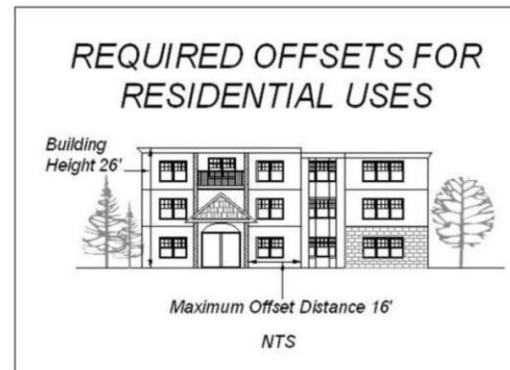 REQUIRED OFFSETS FOR
RESIDENTIAL USES
Building
Height 26'
Maximum Offset Distance 16'
NTS